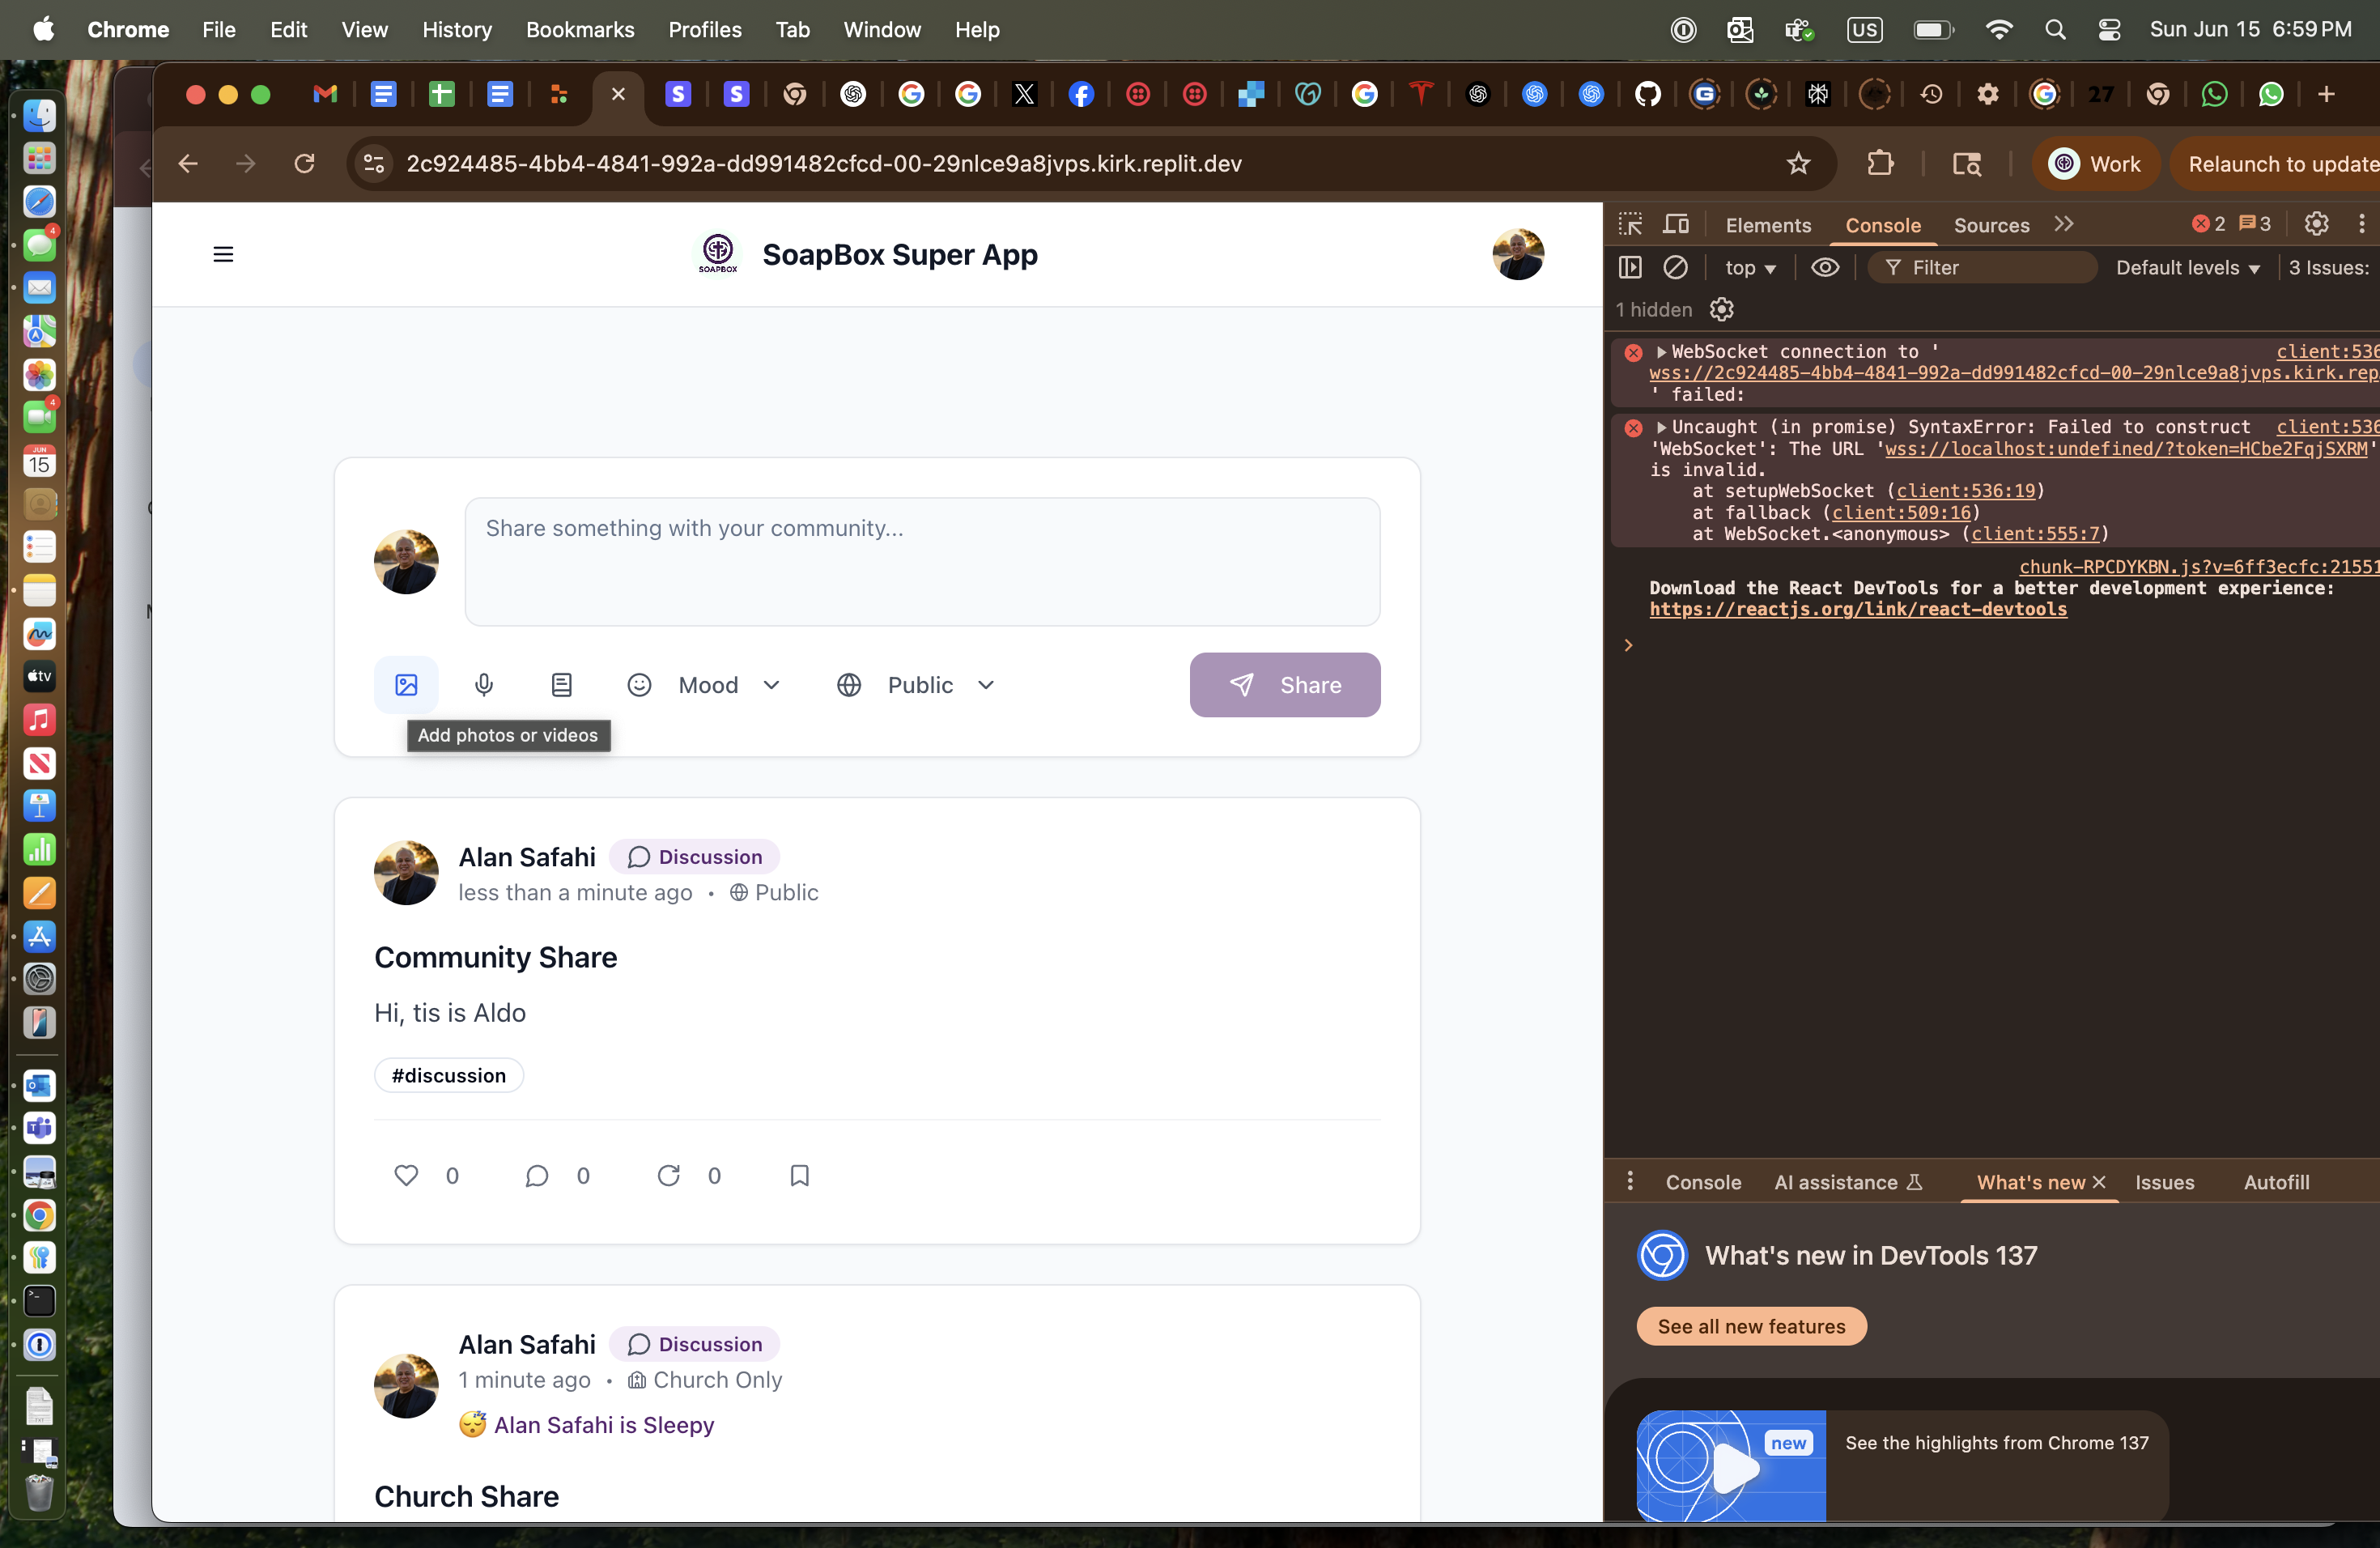 Chrome File Edit View History Bookmarks Profiles Tab Window Help US Sun Jun 15 6:59 PM
27
2c924485-4bb4-4841-992a-dd991482cfcd-00-29nlce9a8jvps.kirk.replit.dev Work Relaunch to update
SOAPBOX
SoapBox Super App
Share something with your community...
Mood Public Share
Add photos or videos
Alan Safahi Discussion
less than a minute ago • Public
Community Share
Hi, tis is Aldo
#discussion
0 0 0
Alan Safahi Discussion
1 minute ago • Church Only
😴 Alan Safahi is Sleepy
Church Share
Elements Console Sources 2 3
top Filter Default levels 3 Issues:
1 hidden
WebSocket connection to ' client:536
wss://2c924485-4bb4-4841-992a-dd991482cfcd-00-29nlce9a8jvps.kirk.rep
' failed:
Uncaught (in promise) SyntaxError: Failed to construct client:536
'WebSocket': The URL 'wss://localhost:undefined/?token=HCbe2FqjSXRM'
is invalid.
at setupWebSocket (client:536:19)
at fallback (client:509:16)
at WebSocket.<anonymous> (client:555:7)
chunk-RPCDYKBN.js?v=6ff3ecfc:21551
Download the React DevTools for a better development experience:
https://reactjs.org/link/react-devtools
Console AI assistance What's new Issues Autofill
What's new in DevTools 137
See all new features
new
See the highlights from Chrome 137
4
4
JUN
15
tv